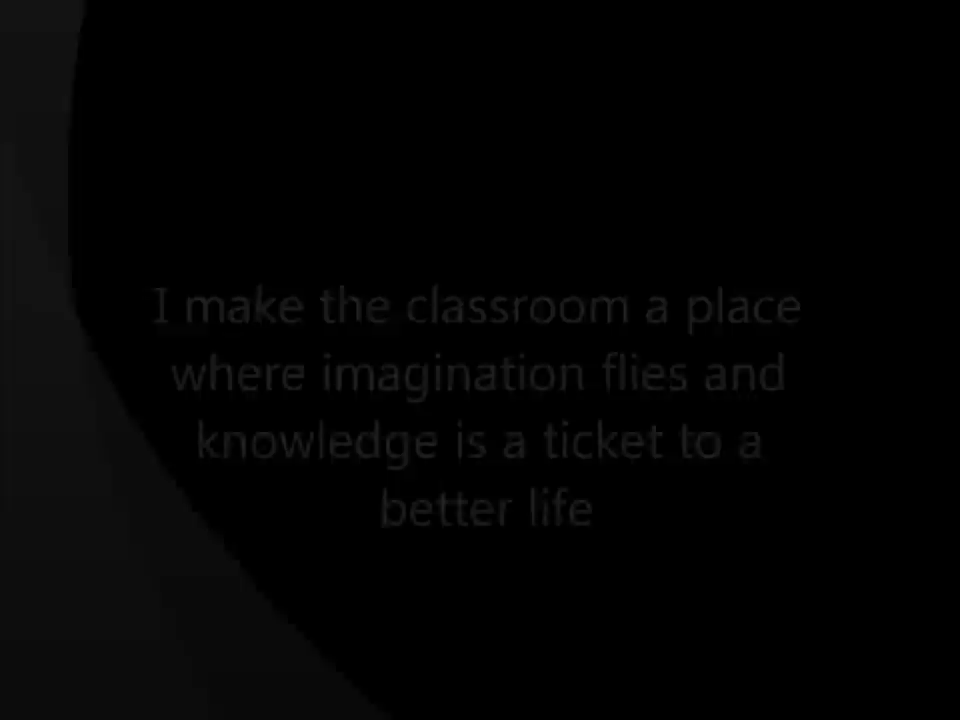 I make the classroom a place
where imagination flies and
knowledge is a ticket to a
better life